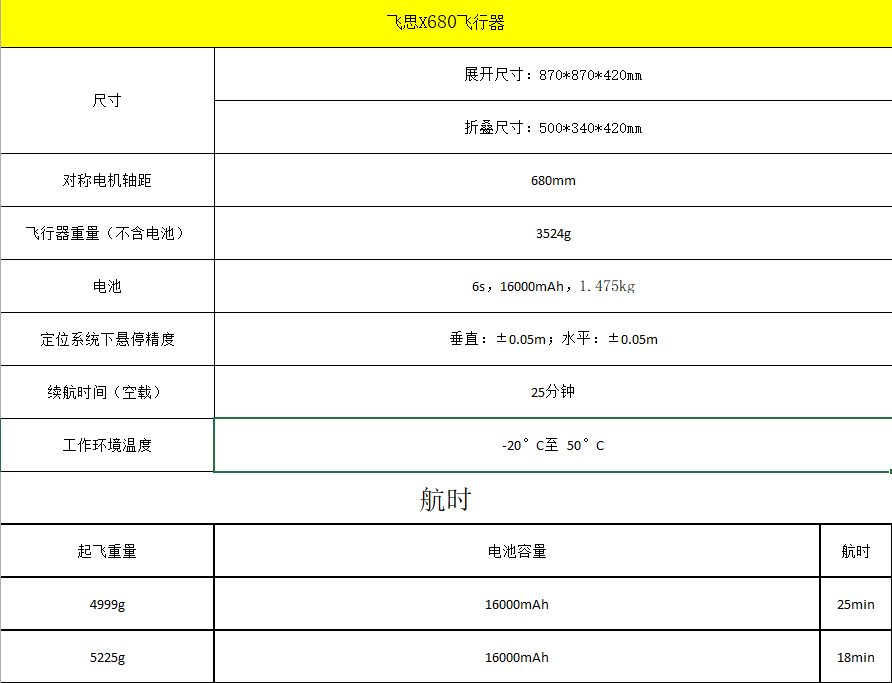 飞思X680飞行器
尺寸
展开尺寸：870*870*420mm
折叠尺寸：500*340*420mm
对称电机轴距 680mm
飞行器重量（不含电池） 3524g
电池 6s，16000mAh，1.475kg
定位系统下悬停精度 垂直：±0.05m；水平：±0.05m
续航时间（空载） 25分钟
工作环境温度 -20°C至 50°C
航时
起飞重量 电池容量 航时
4999g 16000mAh 25min
5225g 16000mAh 18min